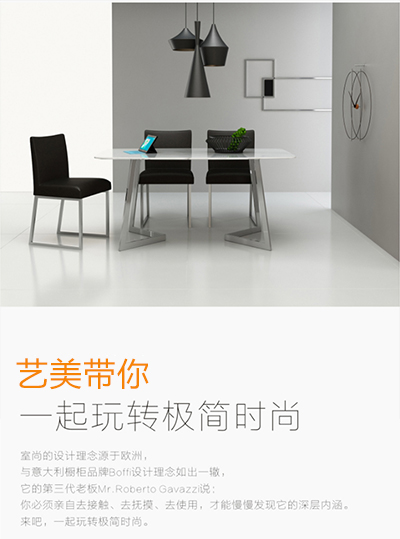 艺美带你
一起玩转极简时尚
室尚的设计理念源于欧洲，
与意大利橱柜品牌Boffi设计理念如出一辙，
它的第三代老板Mr.Roberto Gavazzi说：
你必须亲自去接触、去抚摸、去使用，才能慢慢发现它的深层内涵。
来吧，一起玩转极简时尚。